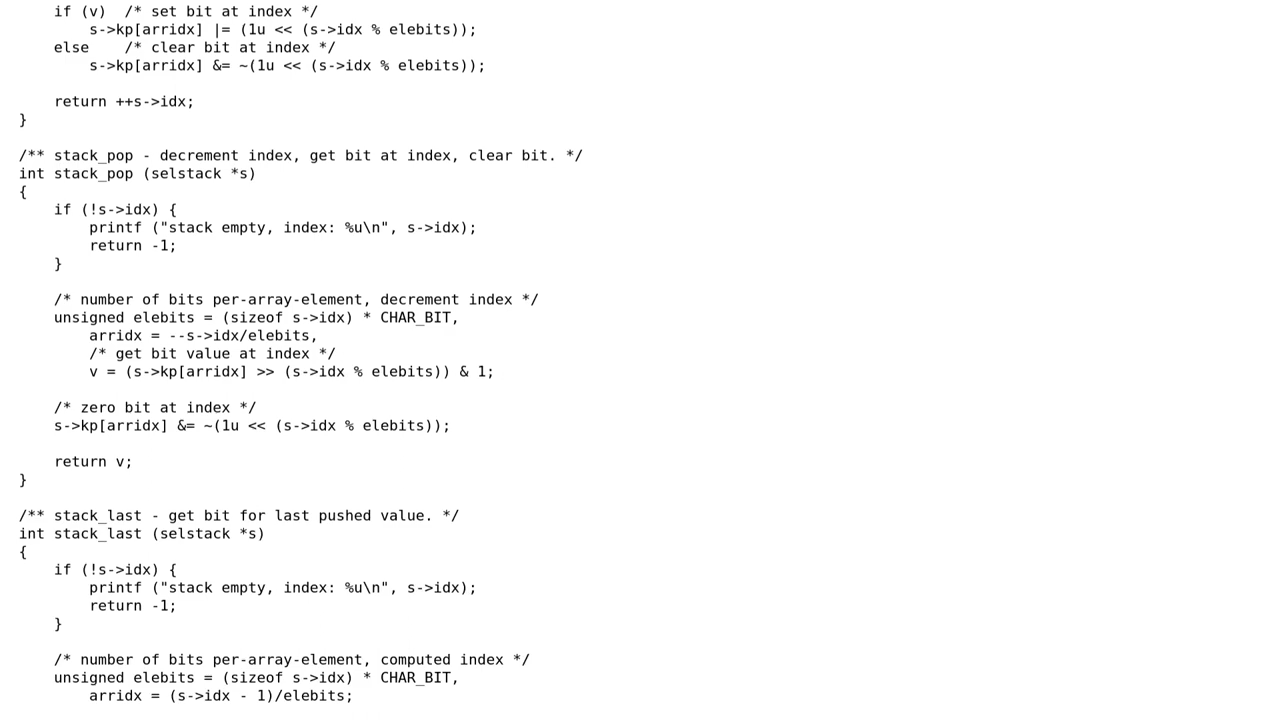 if (v)  /* set bit at index */
        s->kp[arridx] |= (1u << (s->idx % elebits));
    else    /* clear bit at index */
        s->kp[arridx] &= ~(1u << (s->idx % elebits));

    return ++s->idx;
}

/** stack_pop - decrement index, get bit at index, clear bit. */
int stack_pop (selstack *s)
{
    if (!s->idx) {
        printf ("stack empty, index: %u\n", s->idx);
        return -1;
    }

    /* number of bits per-array-element, decrement index */
    unsigned elebits = (sizeof s->idx) * CHAR_BIT,
        arridx = --s->idx/elebits,
        /* get bit value at index */
        v = (s->kp[arridx] >> (s->idx % elebits)) & 1;

    /* zero bit at index */
    s->kp[arridx] &= ~(1u << (s->idx % elebits));

    return v;
}

/** stack_last - get bit for last pushed value. */
int stack_last (selstack *s)
{
    if (!s->idx) {
        printf ("stack empty, index: %u\n", s->idx);
        return -1;
    }

    /* number of bits per-array-element, computed index */
    unsigned elebits = (sizeof s->idx) * CHAR_BIT,
        arridx = (s->idx - 1)/elebits;